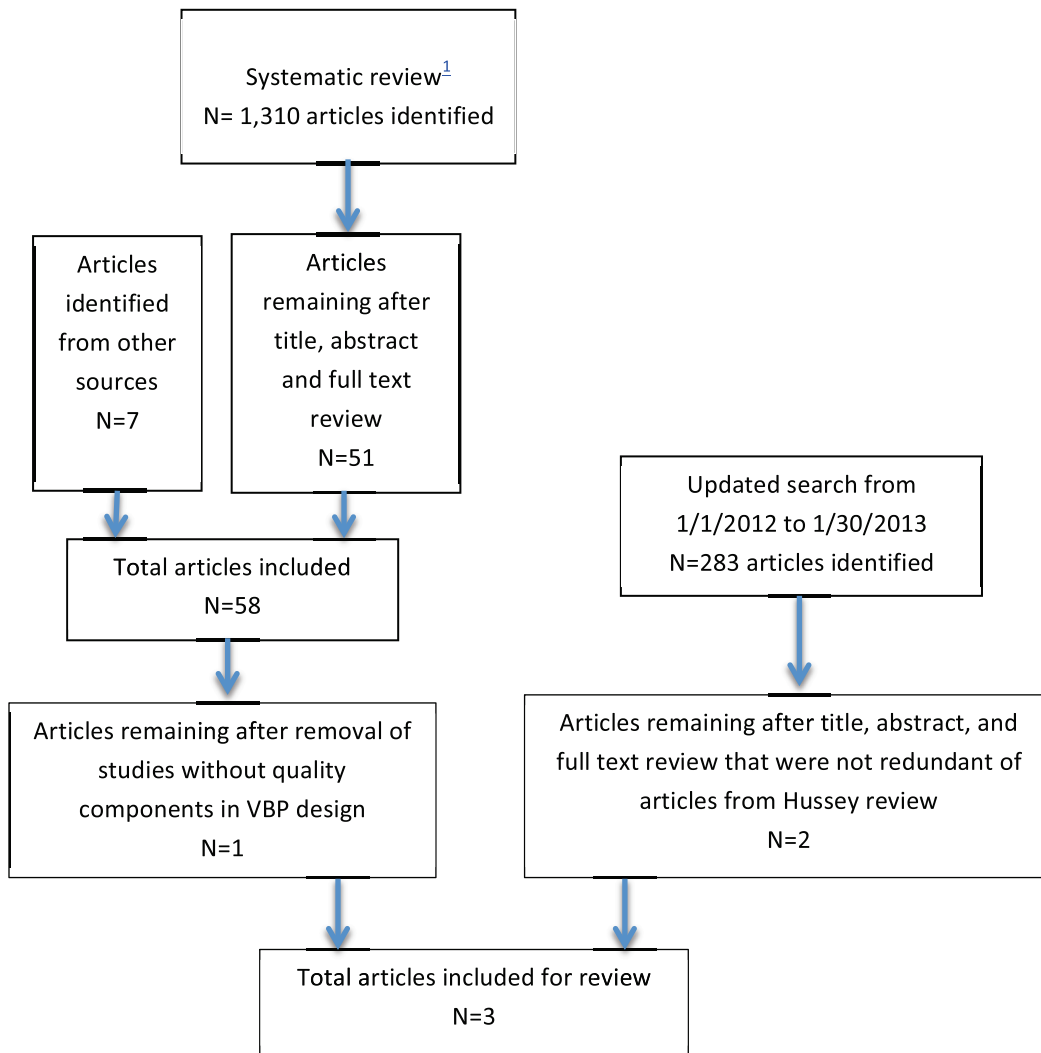 Systematic review1
N= 1,310 articles identified
Articles
identified
from other
sources
N=7
Articles
remaining after
title, abstract
and full text
review
N=51
Total articles included
N=58
Updated search from
1/1/2012 to 1/30/2013
N=283 articles identified
Articles remaining after removal of
studies without quality
components in VBP design
N=1
Articles remaining after title, abstract, and
full text review that were not redundant of
articles from Hussey review
N=2
Total articles included for review
N=3